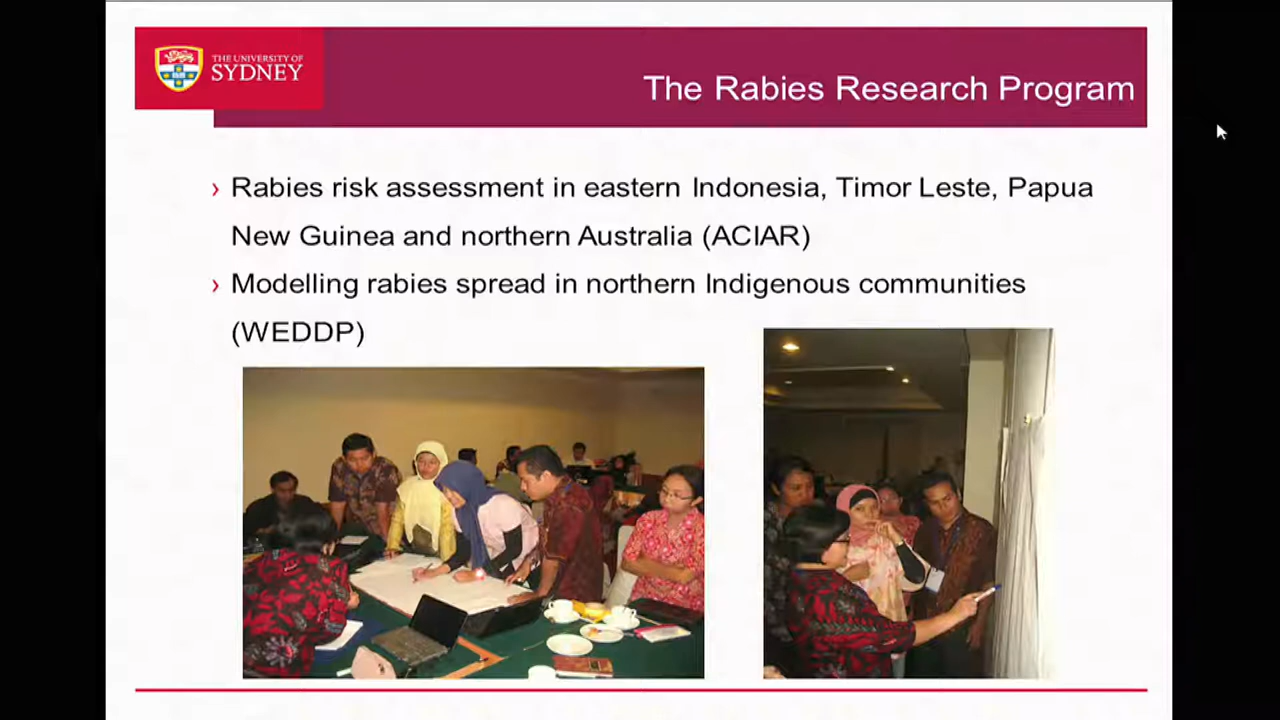 THE UNIVERSITY OF
SYDNEY
The Rabies Research Program
› Rabies risk assessment in eastern Indonesia, Timor Leste, Papua
New Guinea and northern Australia (ACIAR)
› Modelling rabies spread in northern Indigenous communities
(WEDDP)